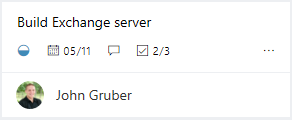 Build Exchange server
05/11 2/3
John Gruber